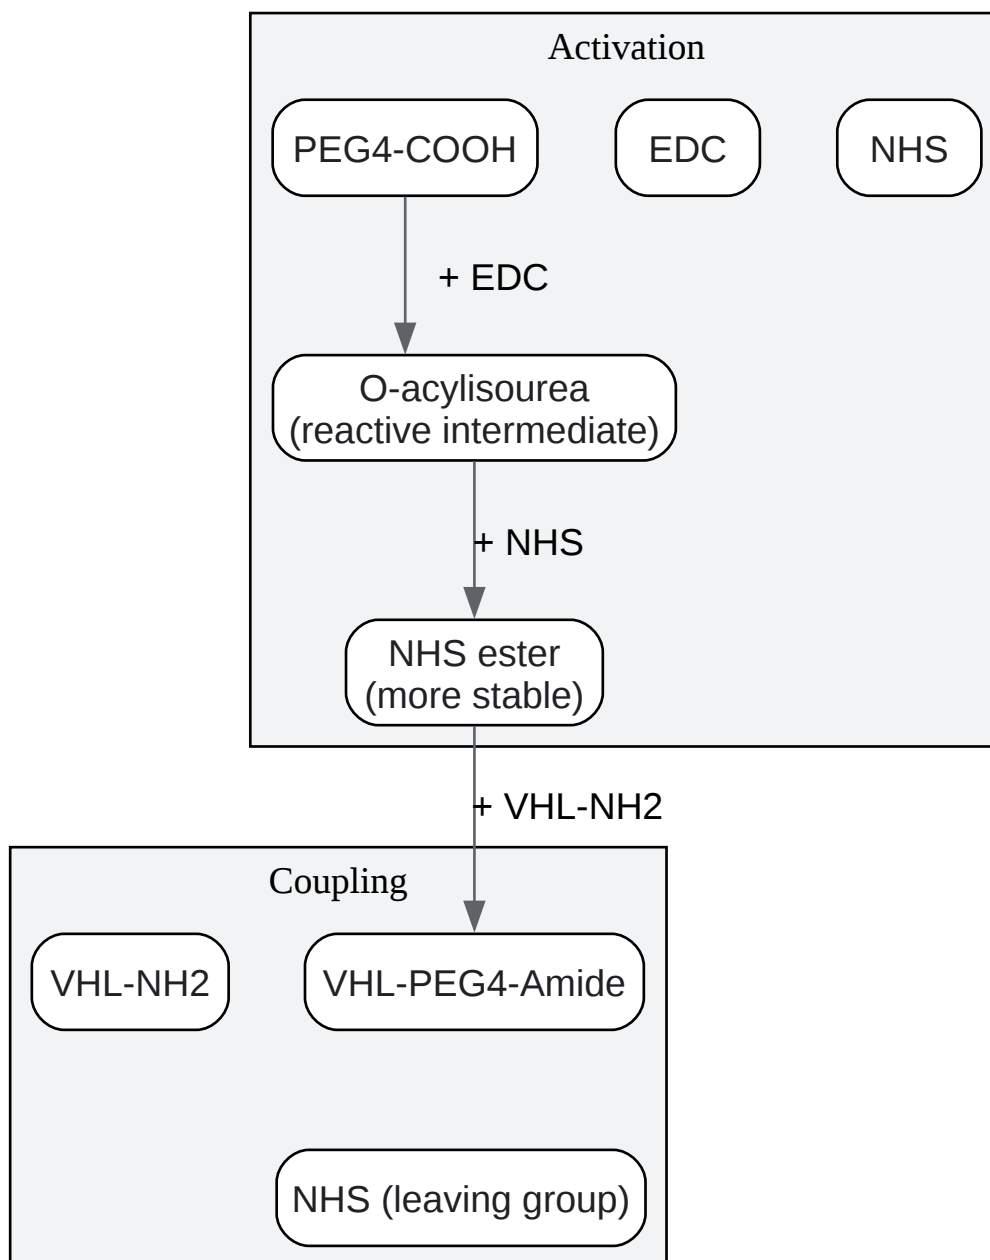 Activation
PEG4-COOH
EDC
NHS
+ EDC
O-acylisourea
(reactive intermediate)
+ NHS
NHS ester
(more stable)
+ VHL-NH2
Coupling
VHL-NH2
VHL-PEG4-Amide
NHS (leaving group)